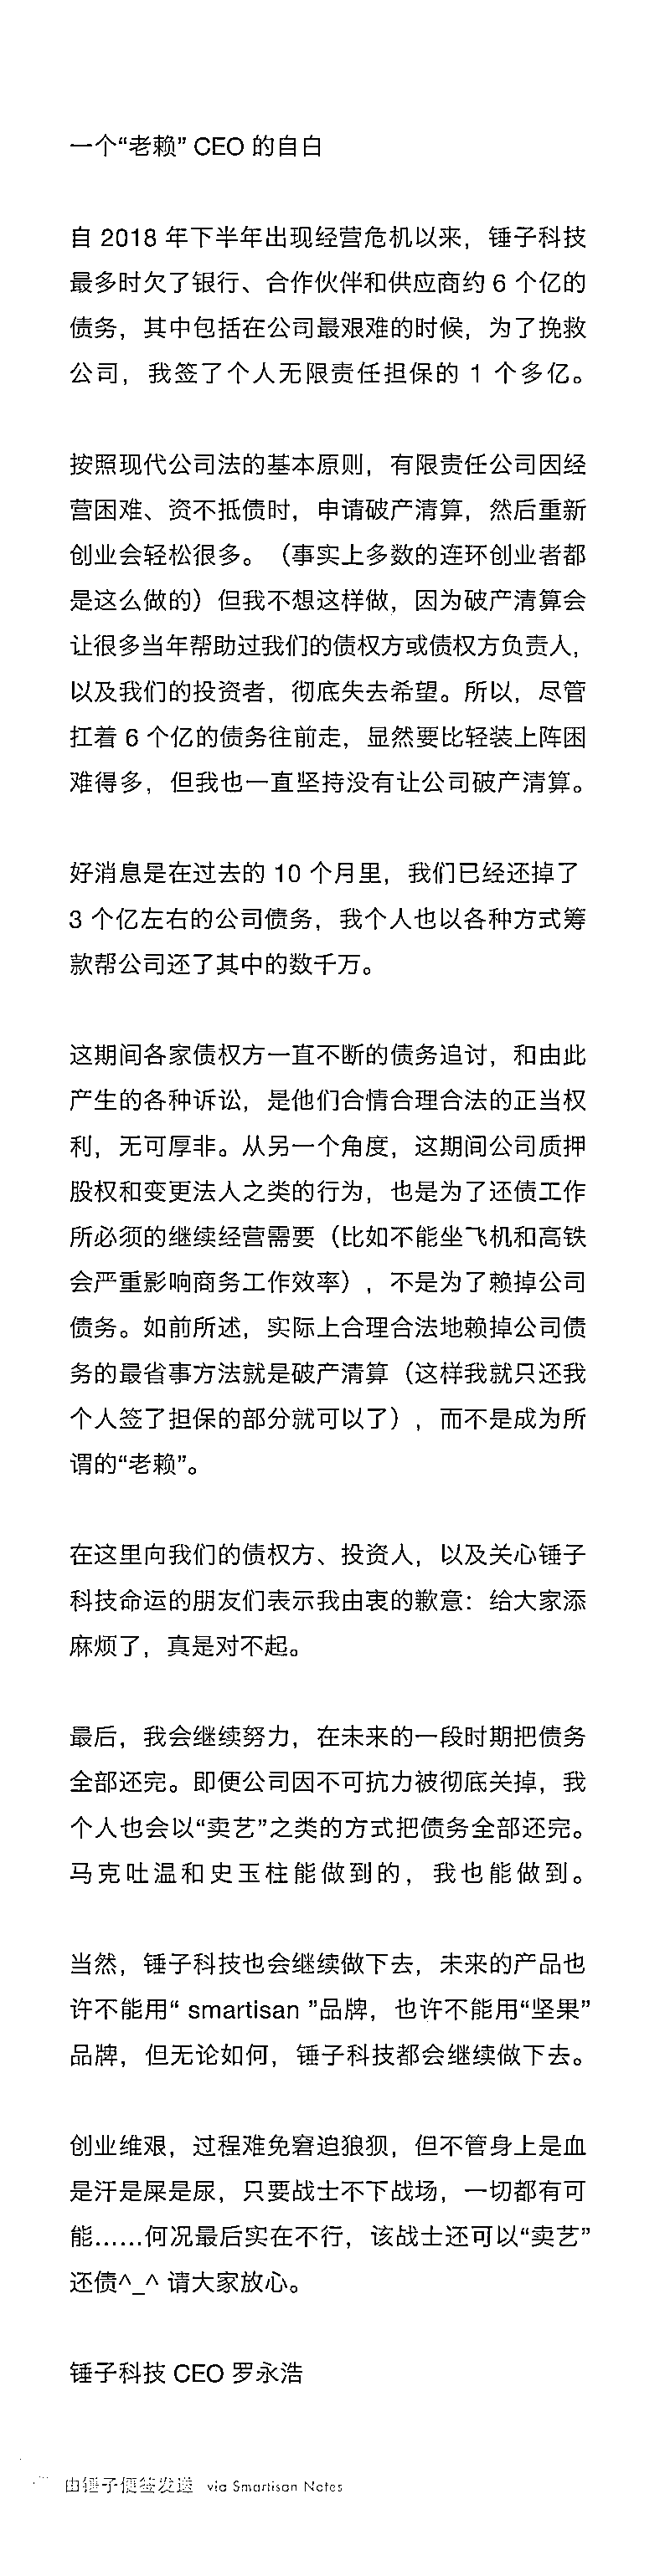 一个“老赖” CEO 的自白
自 2018 年下半年出现经营危机以来，锤子科技
最多时欠了银行、合作伙伴和供应商约 6 个亿的
债务，其中包括在公司最艰难的时候，为了挽救
公司，我签了个人无限责任担保的 1 个多亿。
按照现代公司法的基本原则，有限责任公司因经
营困难、资不抵债时，申请破产清算，然后重新
创业会轻松很多。（事实上多数的连环创业者都
是这么做的）但我不想这样做，因为破产清算会
让很多当年帮助过我们的债权方或债权方负责人，
以及我们的投资者，彻底失去希望。所以，尽管
扛着 6 个亿的债务往前走，显然要比轻装上阵困
难得多，但我也一直坚持没有让公司破产清算。
好消息是在过去的 10 个月里，我们已经还掉了
3 个亿左右的公司债务，我个人也以各种方式筹
款帮公司还了其中的数千万。
这期间各家债权方一直不断的债务追讨，和由此
产生的各种诉讼，是他们合情合理合法的正当权
利，无可厚非。从另一个角度，这期间公司质押
股权和变更法人之类的行为，也是为了还债工作
所必须的继续经营需要（比如不能坐飞机和高铁
会严重影响商务工作效率），不是为了赖掉公司
债务。如前所述，实际上合理合法地赖掉公司债
务的最省事方法就是破产清算（这样我就只还我
个人签了担保的部分就可以了），而不是成为所
谓的“老赖”。
在这里向我们的债权方、投资人，以及关心锤子
科技命运的朋友们表示我由衷的歉意：给大家添
麻烦了，真是对不起。
最后，我会继续努力，在未来的一段时期把债务
全部还完。即便公司因不可抗力被彻底关掉，我
个人也会以“卖艺”之类的方式把债务全部还完。
马克吐温和史玉柱能做到的，我也能做到。
当然，锤子科技也会继续做下去，未来的产品也
许不能用“ smartisan ”品牌，也许不能用“坚果”
品牌，但无论如何，锤子科技都会继续做下去。
创业维艰，过程难免窘迫狼狈，但不管身上是血
是汗是屎是尿，只要战士不下战场，一切都有可
能……何况最后实在不行，该战士还可以“卖艺”
还债^_^ 请大家放心。
锤子科技 CEO 罗永浩
由锤子便签发送 via Smartisan Notes